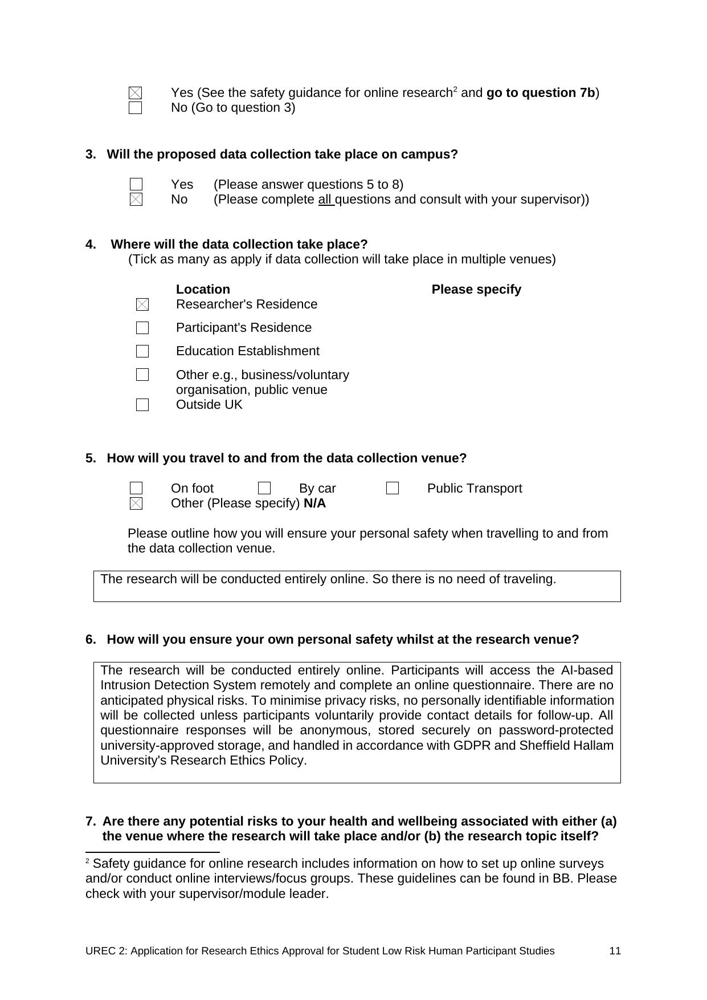 Yes (See the safety guidance for online research2 and go to question 7b)
No (Go to question 3)
3. Will the proposed data collection take place on campus?
Yes (Please answer questions 5 to 8)
No (Please complete all questions and consult with your supervisor))
4. Where will the data collection take place?
(Tick as many as apply if data collection will take place in multiple venues)
Location Please specify
Researcher's Residence
Participant's Residence
Education Establishment
Other e.g., business/voluntary
organisation, public venue
Outside UK
5. How will you travel to and from the data collection venue?
On foot By car Public Transport
Other (Please specify) N/A
Please outline how you will ensure your personal safety when travelling to and from
the data collection venue.
The research will be conducted entirely online. So there is no need of traveling.
6. How will you ensure your own personal safety whilst at the research venue?
The research will be conducted entirely online. Participants will access the AI-based
Intrusion Detection System remotely and complete an online questionnaire. There are no
anticipated physical risks. To minimise privacy risks, no personally identifiable information
will be collected unless participants voluntarily provide contact details for follow-up. All
questionnaire responses will be anonymous, stored securely on password-protected
university-approved storage, and handled in accordance with GDPR and Sheffield Hallam
University's Research Ethics Policy.
7. Are there any potential risks to your health and wellbeing associated with either (a)
the venue where the research will take place and/or (b) the research topic itself?
2 Safety guidance for online research includes information on how to set up online surveys
and/or conduct online interviews/focus groups. These guidelines can be found in BB. Please
check with your supervisor/module leader.
UREC 2: Application for Research Ethics Approval for Student Low Risk Human Participant Studies 11